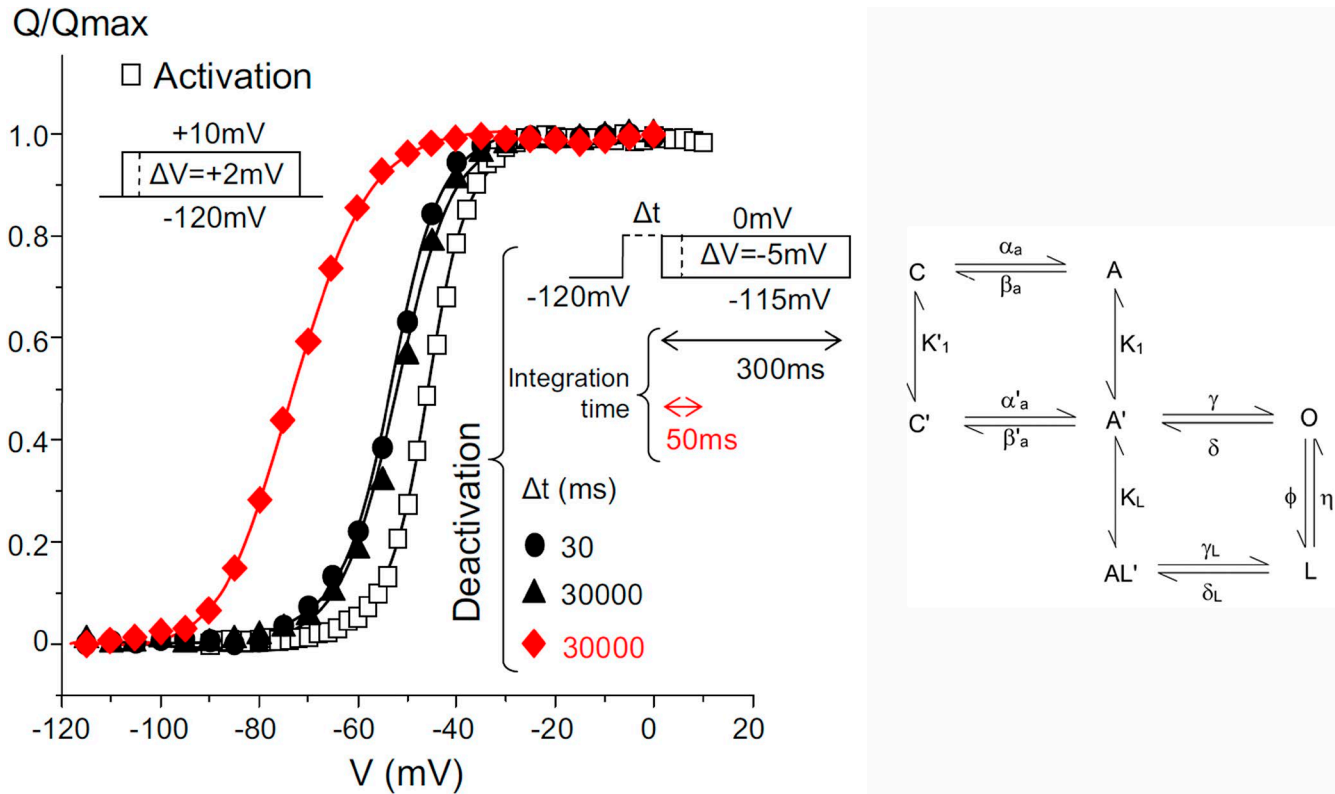 Q/Qmax
Activation
+10mV
ΔV=+2mV
-120mV
1.0
0.8
0.6
0.4
0.2
0
-120
-100
-80
-60
-40
-20
0
20
V (mV)
Deactivation
Δt
0mV
ΔV=-5mV
-120mV
-115mV
Integration
time
300ms
50ms
Δt (ms)
30
30000
30000
C
αa
βa
A
K'1
K1
C'
α'a
β'a
A'
γ
δ
O
KL
ϕ
η
AL'
γL
δL
L